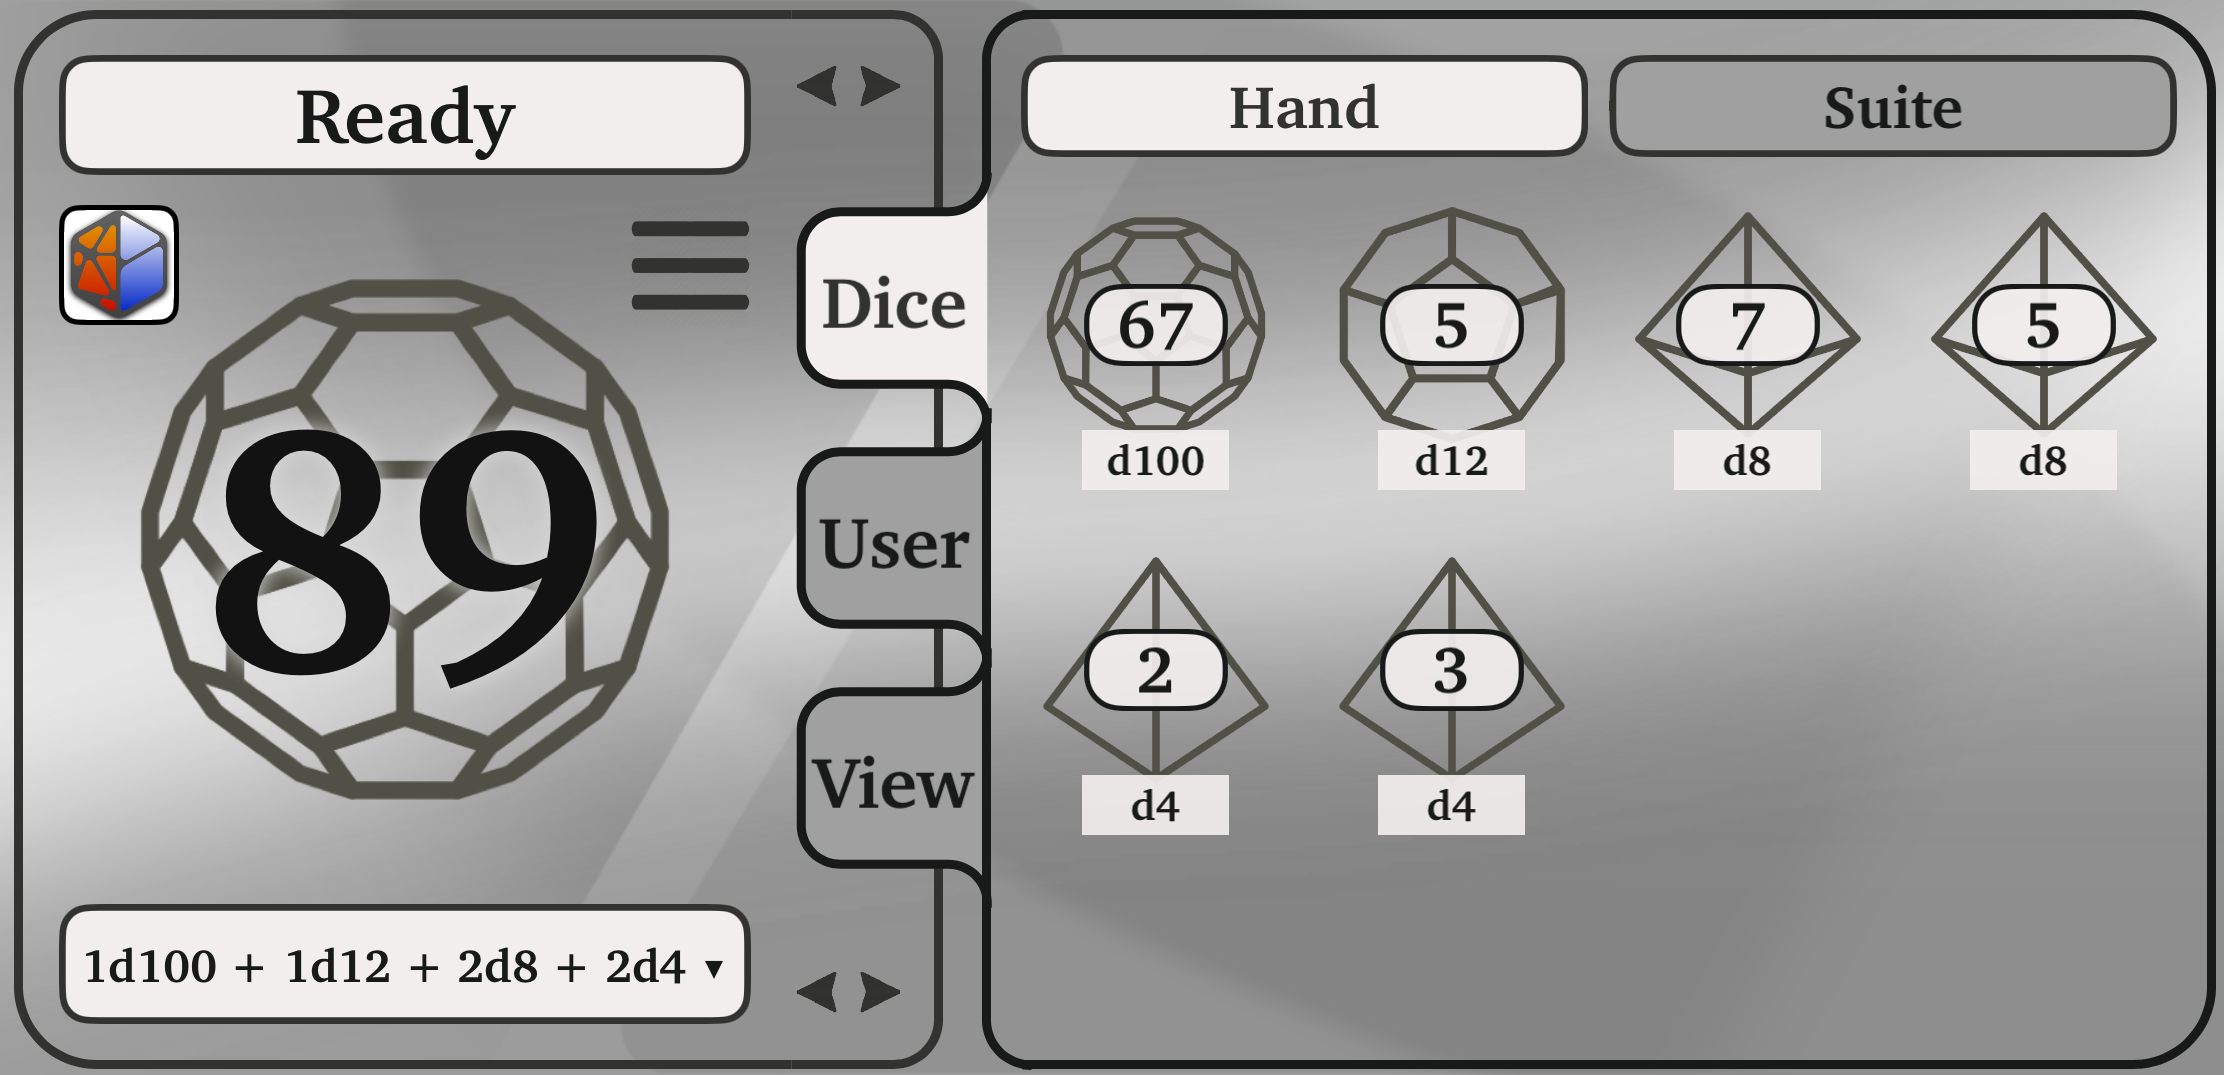 Ready
89
1d100 + 1d12 + 2d8 + 2d4 ▼
Dice
User
View
Hand
Suite
67
5
7
5
d100
d12
d8
d8
2
3
d4
d4